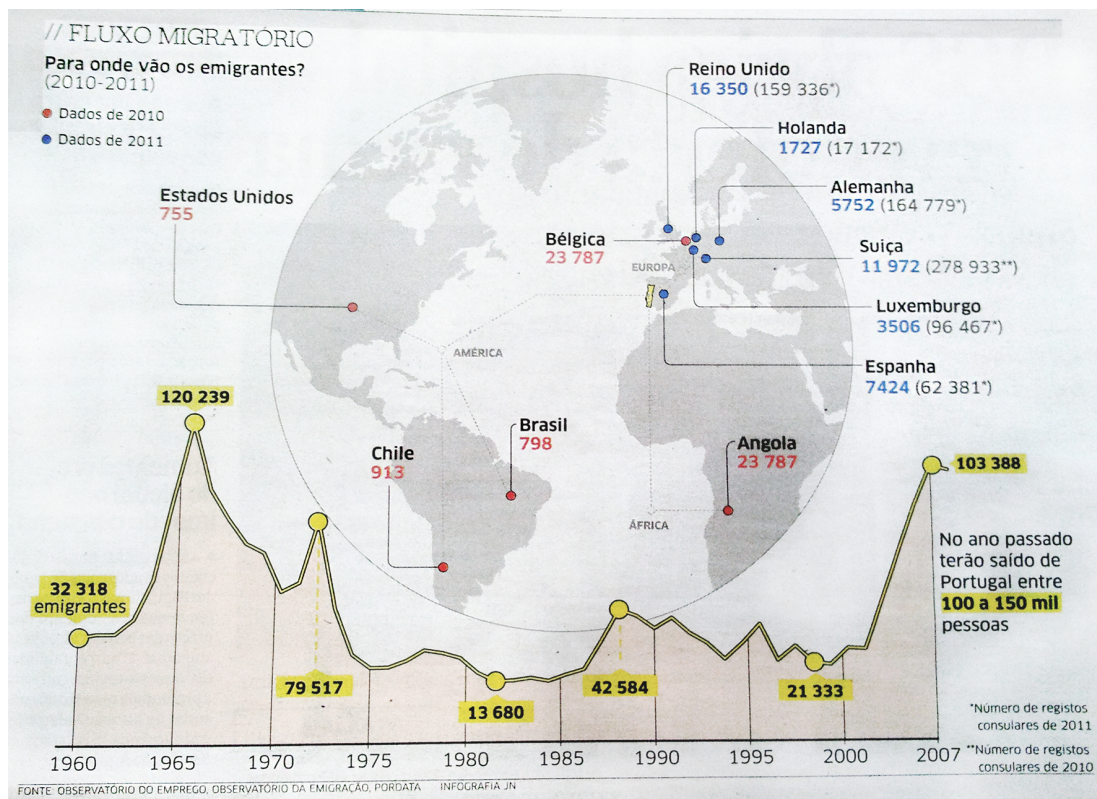 // FLUXO MIGRATÓRIO
Para onde vão os emigrantes?
(2010-2011)
Dados de 2010
Dados de 2011
Reino Unido
16 350 (159 336*)
Holanda
1727 (17 172*)
Alemanha
5752 (164 779*)
Suiça
11 972 (278 933**)
Luxemburgo
3506 (96 467*)
Espanha
7424 (62 381*)
Estados Unidos
755
Bélgica
23 787
EUROPA
AMÉRICA
Brasil
798
Chile
913
Angola
23 787
ÁFRICA
120 239
32 318
emigrantes
79 517
13 680
42 584
21 333
103 388
No ano passado
terão saído de
Portugal entre
100 a 150 mil
pessoas
*Número de registos
consulares de 2011
**Número de registos
consulares de 2010
1960 1965 1970 1975 1980 1985 1990 1995 2000 2007
FONTE: OBSERVATÓRIO DO EMPREGO, OBSERVATÓRIO DA EMIGRAÇÃO, PORDATA INFOGRAFIA JN